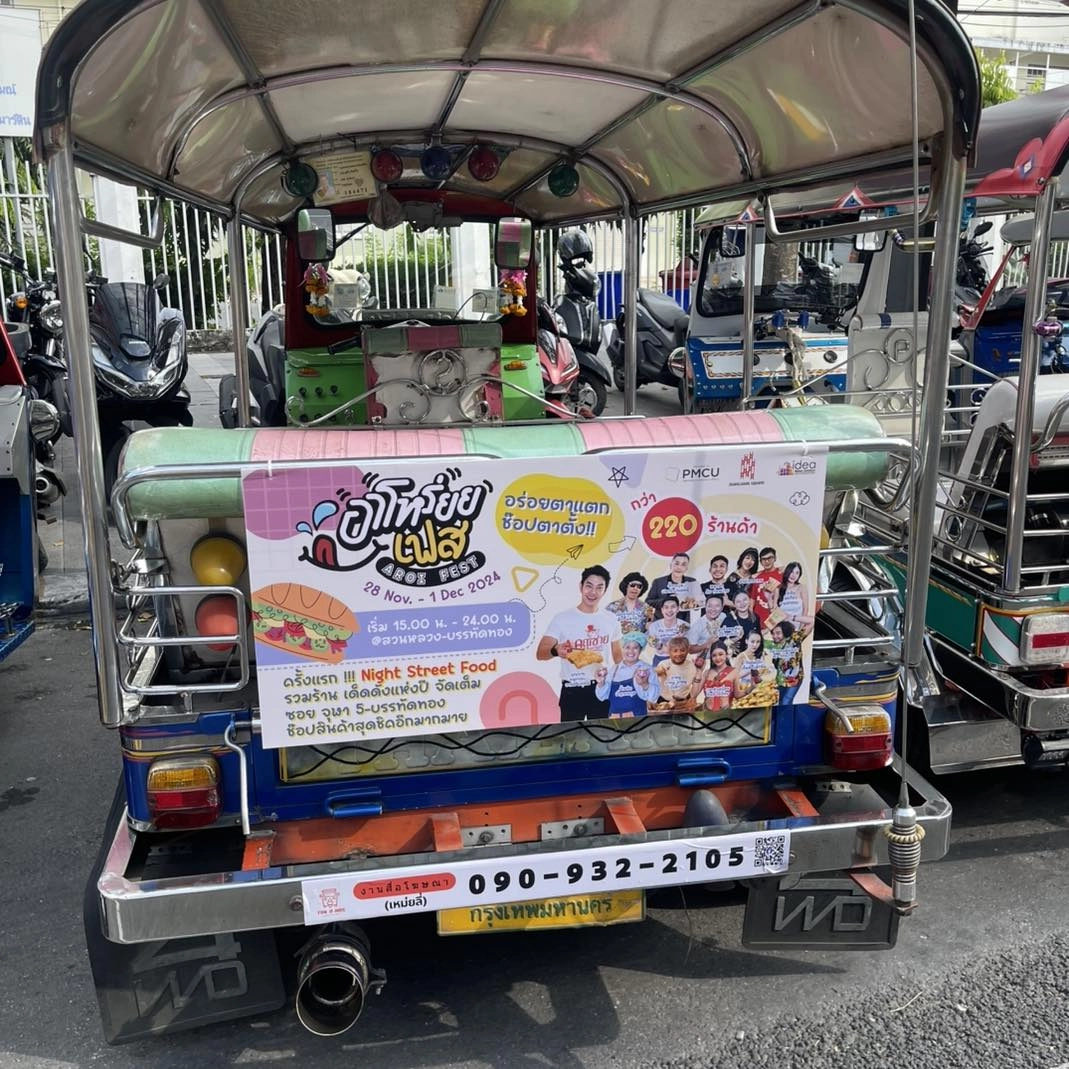 อาโหร่ยย
เฟส
AROI FEST
28 Nov. - 1 Dec 2024
เริ่ม 15.00 น. - 24.00 น.
@สวนหลวง-บรรทัดทอง
ครั้งแรก !!! Night Street Food
รวมร้าน เด็ดดังแห่งปี จัดเต็ม
ซอย จุฬา 5-บรรทัดทอง
ช้อปสินค้าสุดชิดอีกมากมาย
อร่อยตาแตก
ช้อปตาตั้ง!!
กว่า
220 ร้านค้า
PMCU
idea
คุณชาย
งานสื่อโฆษณา
(เหม่ยลี)
090-932-2105
กรุงเทพมหานคร